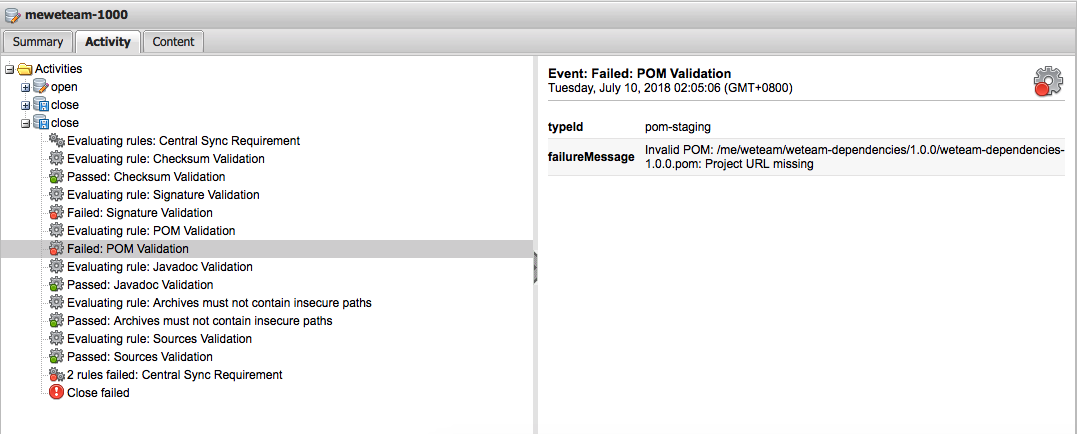 meweteam-1000
Summary
Activity
Content
Activities
open
close
close
Evaluating rules: Central Sync Requirement
Evaluating rule: Checksum Validation
Passed: Checksum Validation
Evaluating rule: Signature Validation
Failed: Signature Validation
Evaluating rule: POM Validation
Failed: POM Validation
Evaluating rule: Javadoc Validation
Passed: Javadoc Validation
Evaluating rule: Archives must not contain insecure paths
Passed: Archives must not contain insecure paths
Evaluating rule: Sources Validation
Passed: Sources Validation
2 rules failed: Central Sync Requirement
Close failed
Event: Failed: POM Validation
Tuesday, July 10, 2018 02:05:06 (GMT+0800)
typeId pom-staging
failureMessage Invalid POM: /me/weteam/weteam-dependencies/1.0.0/weteam-dependencies-
1.0.0.pom: Project URL missing